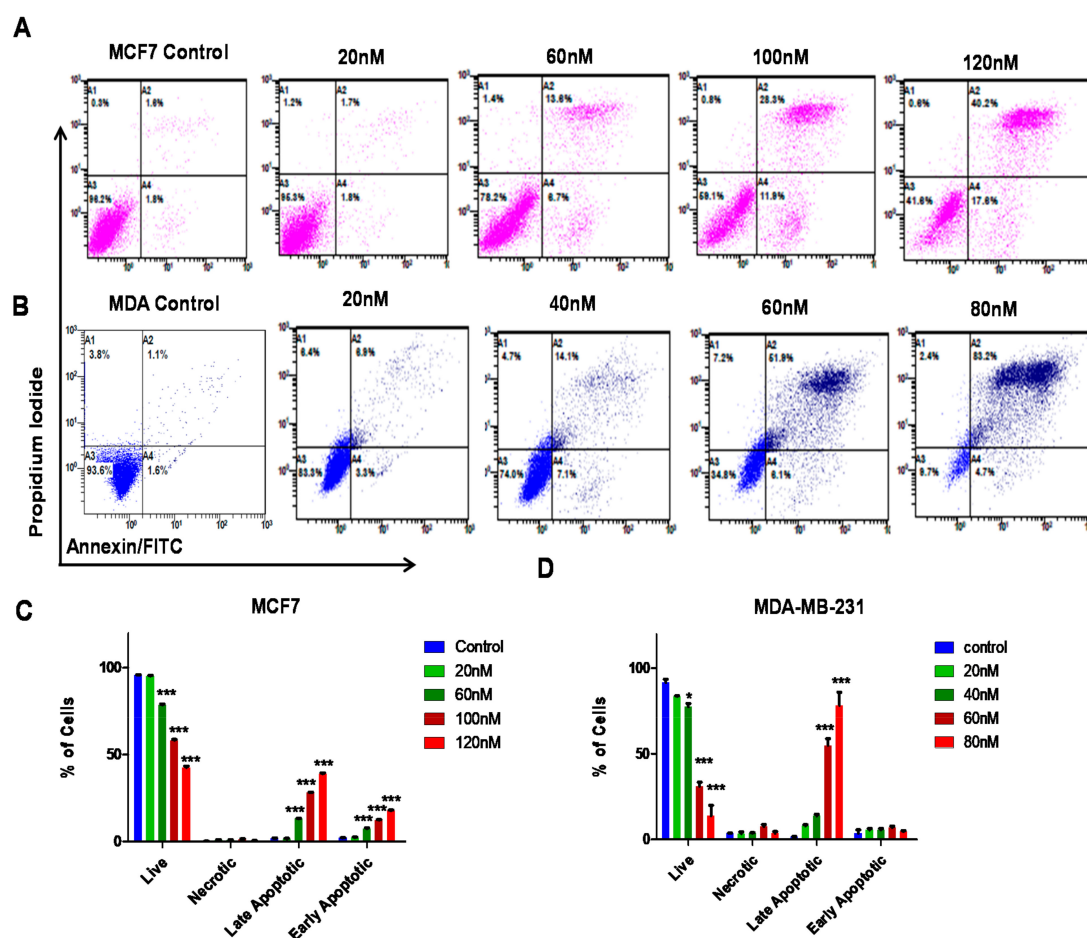 A
MCF7 Control 20nM 60nM 100nM 120nM
A1 0.3% A2 1.6% A3 96.2% A4 1.8%
A1 1.2% A2 1.7% A3 95.3% A4 1.8%
A1 1.4% A2 13.6% A3 78.2% A4 6.7%
A1 0.8% A2 28.3% A3 59.1% A4 11.9%
A1 0.6% A2 40.2% A3 41.6% A4 17.6%
B
MDA Control 20nM 40nM 60nM 80nM
A1 3.8% A2 1.1% A3 93.6% A4 1.6%
A1 6.4% A2 6.9% A3 83.3% A4 3.3%
A1 4.7% A2 14.1% A3 74.0% A4 7.1%
A1 7.2% A2 51.9% A3 34.8% A4 6.1%
A1 2.4% A2 83.2% A3 9.7% A4 4.7%
Propidium Iodide
Annexin/FITC
C
MCF7
% of Cells
100
50
0
*** *** ***
*** *** ***
*** *** ***
Live Necrotic Late Apoptotic Early Apoptotic
Control
20nM
60nM
100nM
120nM
D
MDA-MB-231
% of Cells
100
50
0
* *** ***
*** ***
Live Necrotic Late Apoptotic Early Apoptotic
control
20nM
40nM
60nM
80nM